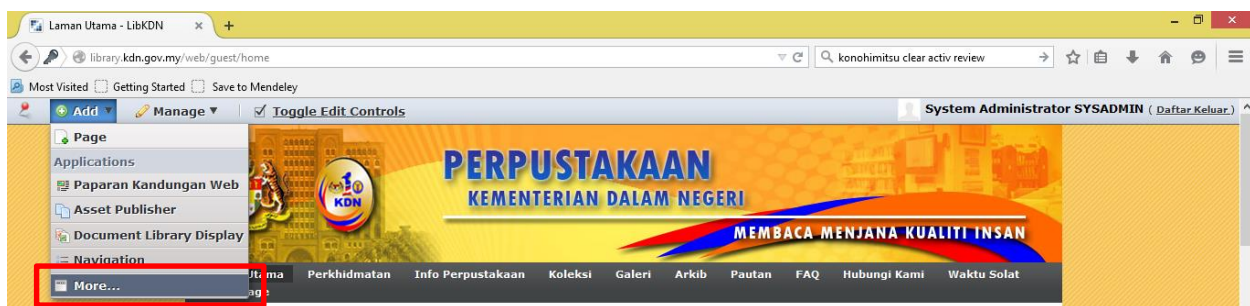 Laman Utama - LibKDN
library.kdn.gov.my/web/guest/home
konohimitsu clear activ review
Most Visited Getting Started Save to Mendeley
Add Manage Toggle Edit Controls System Administrator SYSADMIN ( Daftar Keluar )
Page
Applications
Paparan Kandungan Web
Asset Publisher
Document Library Display
Navigation
More...
KDN
PERPUSTAKAAN
KEMENTERIAN DALAM NEGERI
MEMBACA MENJANA KUALITI INSAN
Utama Perkhidmatan Info Perpustakaan Koleksi Galeri Arkib Pautan FAQ Hubungi Kami Waktu Solat